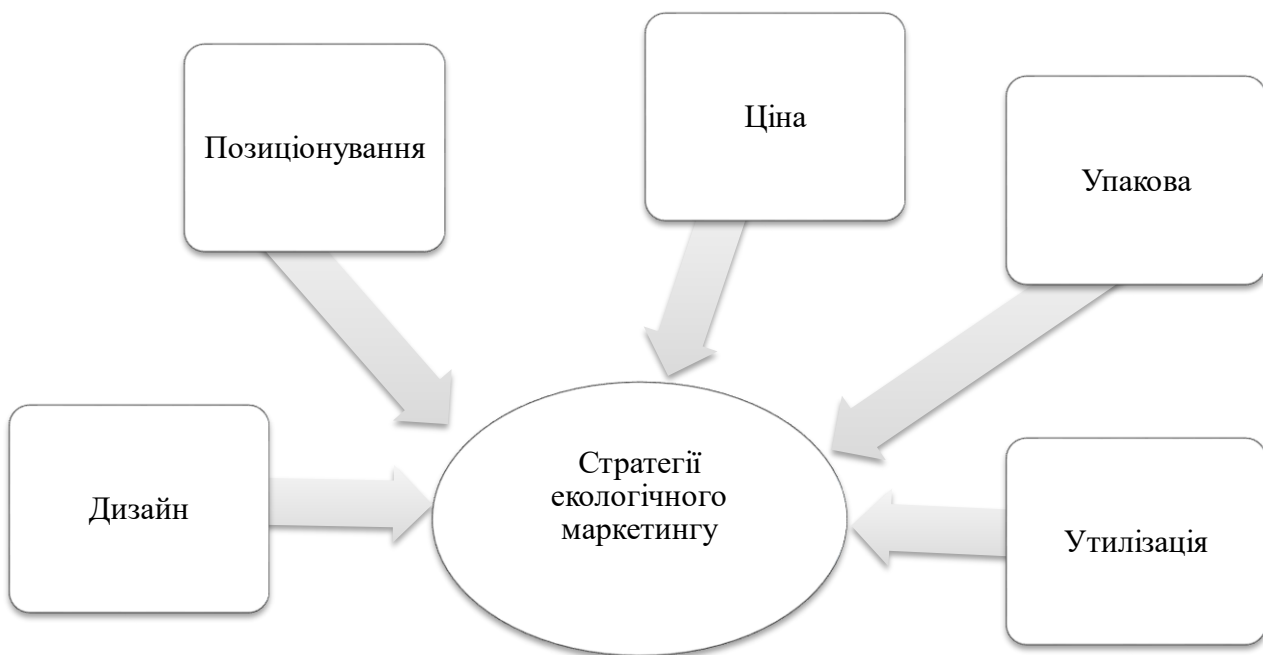 Позиціонування
Ціна
Упакова
Дизайн
Стратегії
екологічного
маркетингу
Утилізація